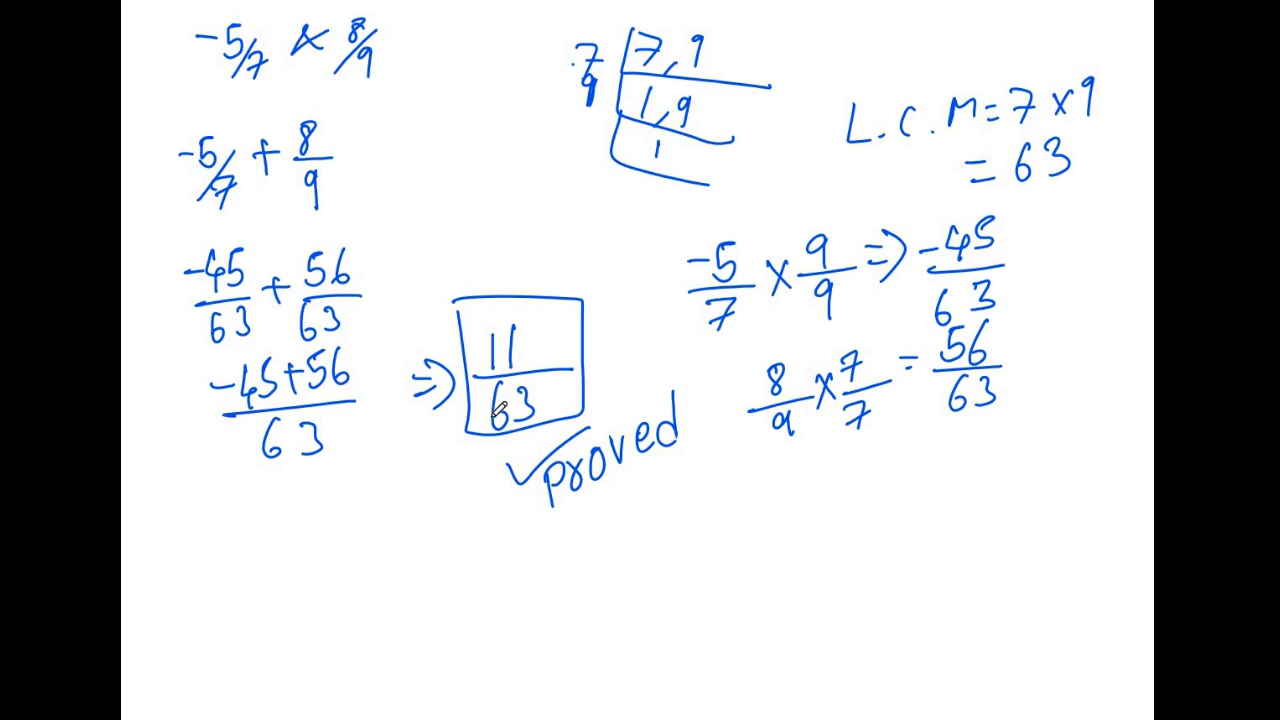 -5/7 & 8/9
-5/7 + 8/9
-45/63 + 56/63
-45+56/63 => 11/63
✓proved
7 | 7, 9
9 | 1, 9
1
L.C.M = 7 x 9
= 63
-5/7 x 9/9 => -45/63
8/9 x 7/7 = 56/63